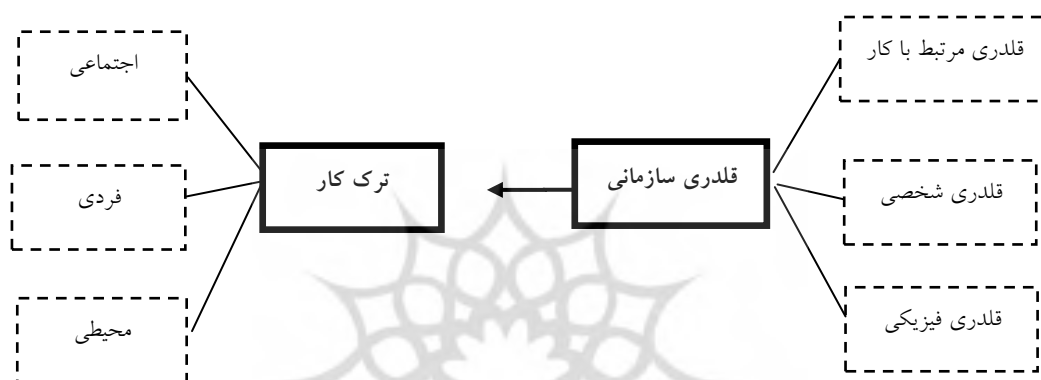 قلدری مرتبط با کار
اجتماعی
قلدری سازمانی
ترک کار
قلدری شخصی
فردی
قلدری فیزیکی
محیطی